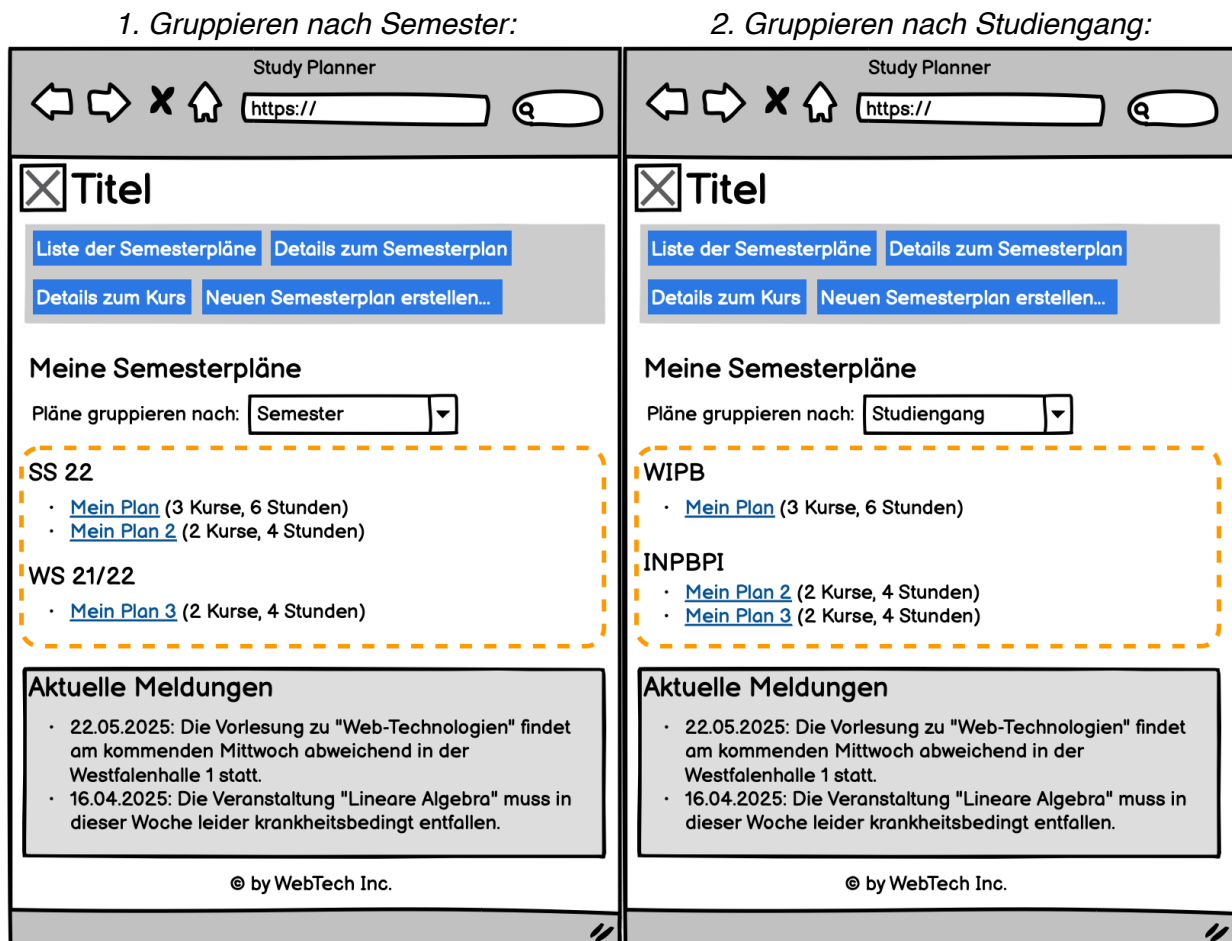 1. Gruppieren nach Semester:
Study Planner
https://
Titel
Liste der Semesterpläne Details zum Semesterplan
Details zum Kurs Neuen Semesterplan erstellen...
Meine Semesterpläne
Pläne gruppieren nach: Semester
SS 22
· Mein Plan (3 Kurse, 6 Stunden)
· Mein Plan 2 (2 Kurse, 4 Stunden)
WS 21/22
· Mein Plan 3 (2 Kurse, 4 Stunden)
Aktuelle Meldungen
· 22.05.2025: Die Vorlesung zu "Web-Technologien" findet
am kommenden Mittwoch abweichend in der
Westfalenhalle 1 statt.
· 16.04.2025: Die Veranstaltung "Lineare Algebra" muss in
dieser Woche leider krankheitsbedingt entfallen.
© by WebTech Inc.
2. Gruppieren nach Studiengang:
Study Planner
https://
Titel
Liste der Semesterpläne Details zum Semesterplan
Details zum Kurs Neuen Semesterplan erstellen...
Meine Semesterpläne
Pläne gruppieren nach: Studiengang
WIPB
· Mein Plan (3 Kurse, 6 Stunden)
INPBPI
· Mein Plan 2 (2 Kurse, 4 Stunden)
· Mein Plan 3 (2 Kurse, 4 Stunden)
Aktuelle Meldungen
· 22.05.2025: Die Vorlesung zu "Web-Technologien" findet
am kommenden Mittwoch abweichend in der
Westfalenhalle 1 statt.
· 16.04.2025: Die Veranstaltung "Lineare Algebra" muss in
dieser Woche leider krankheitsbedingt entfallen.
© by WebTech Inc.